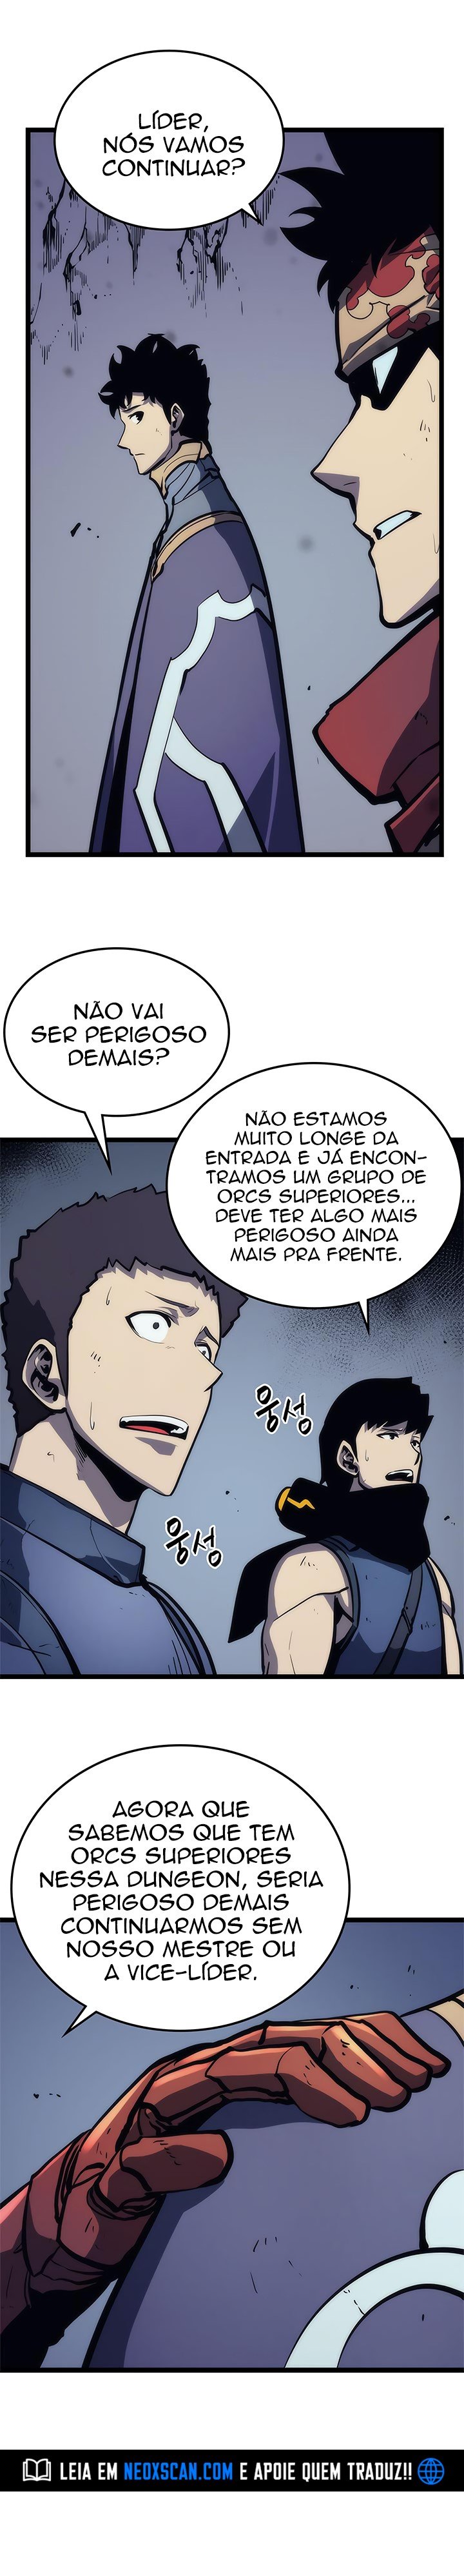 LÍDER,
NÓS VAMOS
CONTINUAR?
NÃO VAI
SER PERIGOSO
DEMAIS?
NÃO ESTAMOS
MUITO LONGE DA
ENTRADA E JÁ ENCON-
TRAMOS UM GRUPO DE
ORCS SUPERIORES...
DEVE TER ALGO MAIS
PERIGOSO AINDA
MAIS PRA FRENTE.
웅성
웅성
AGORA QUE
SABEMOS QUE TEM
ORCS SUPERIORES
NESSA DUNGEON, SERIA
PERIGOSO DEMAIS
CONTINUARMOS SEM
NOSSO MESTRE OU
A VICE-LÍDER.
LEIA EM NEOXSCAN.COM E APOIE QUEM TRADUZ!!